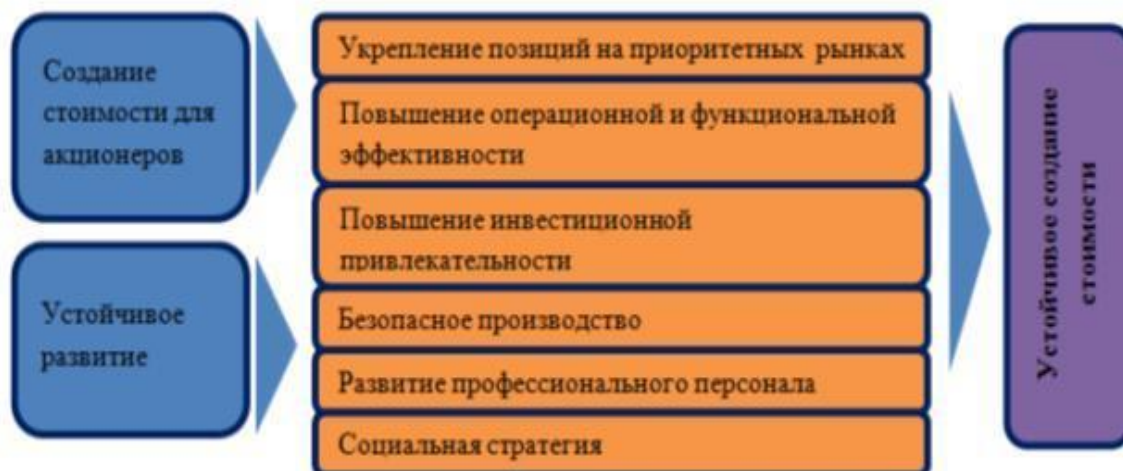 Создание
стоимости для
акционеров
Устойчивое
развитие
Укрепление позиций на приоритетных рынках
Повышение операционной и функциональной
эффективности
Повышение инвестиционной
привлекательности
Безопасное производство
Развитие профессионального персонала
Социальная стратегия
Устойчивое создание
стоимости